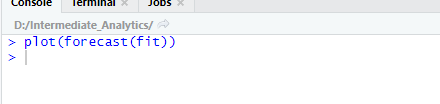 Console Terminal × Jobs ×
D:/Intermediate_Analytics/
> plot(forecast(fit))
>